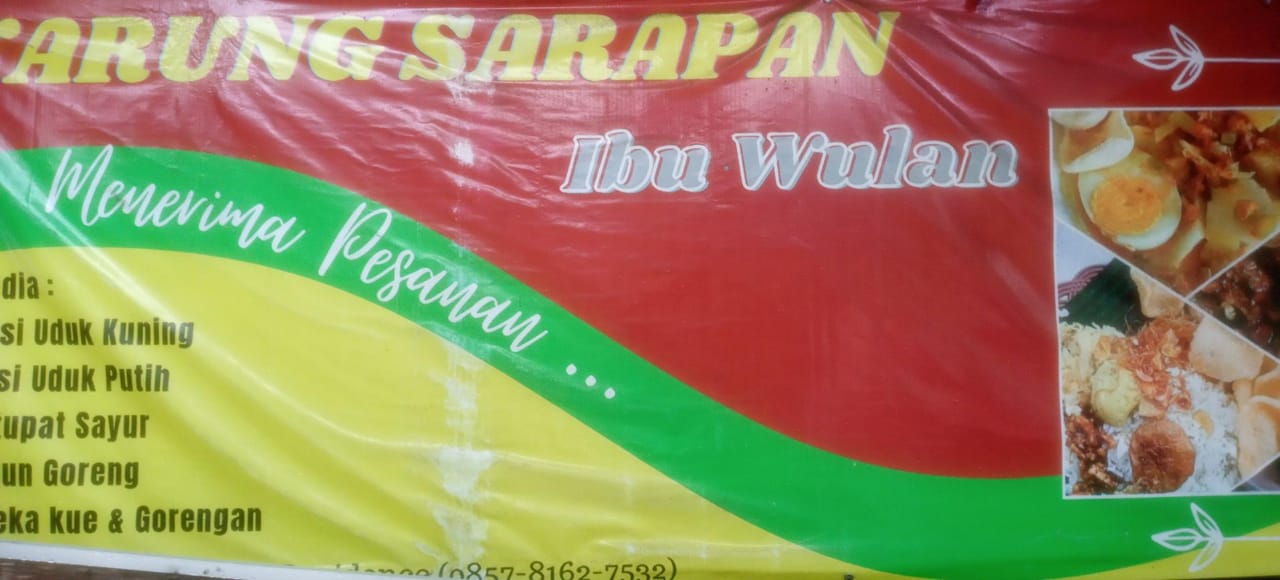 ARUNG SARAPAN
Ibu Wulan
Menerima Pesanan ...
dia :
si Uduk Kuning
si Uduk Putih
tupat Sayur
un Goreng
eka kue & Gorengan
(0857-8162-7532)